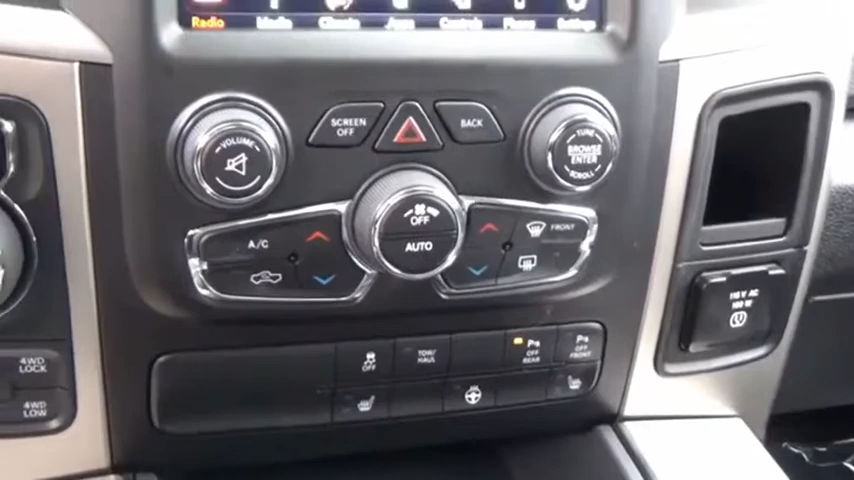 Radio Media Climate Apps Controls Phone Settings
VOLUME
SCREEN
OFF
BACK
TUNE
BROWSE
ENTER
SCROLL
OFF
AUTO
A/C
FRONT
115 V AC
4WD
LOCK
4WD
LOW
OFF
TOW/
HAUL
P
OFF
REAR
P
OFF
FRONT